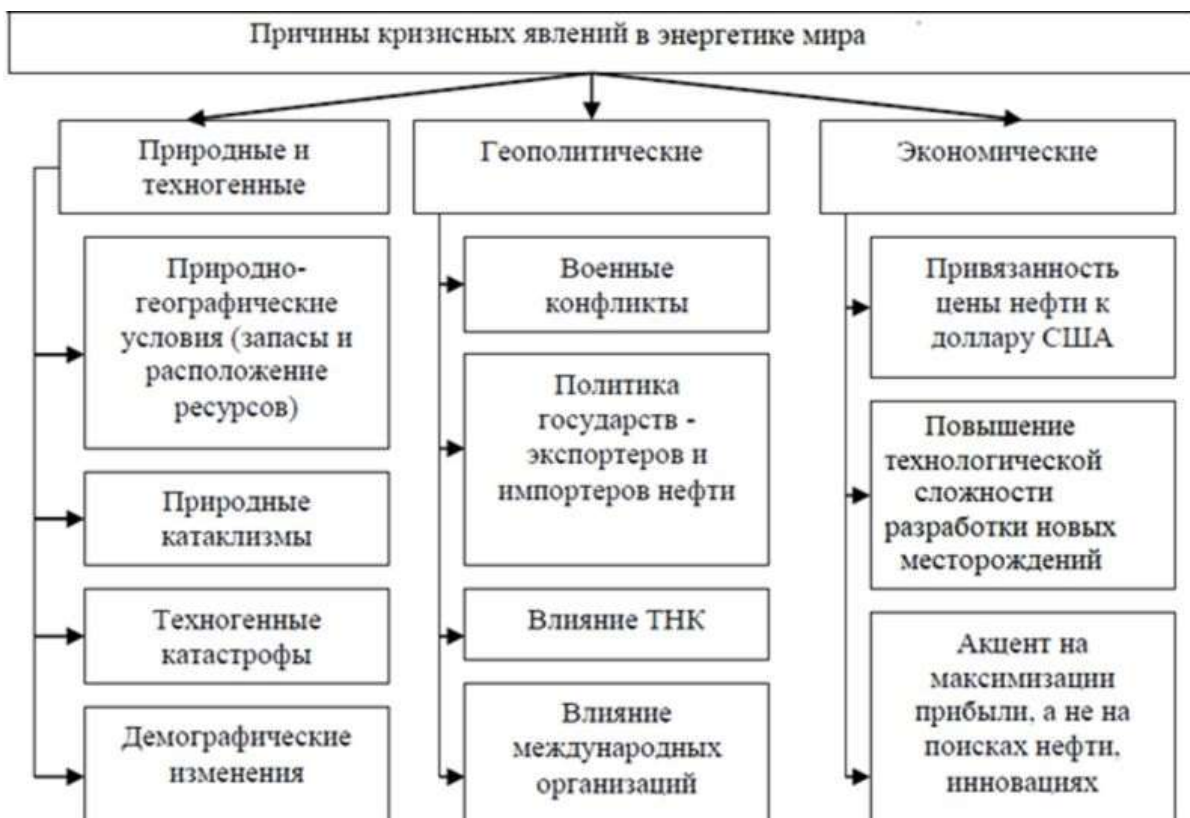 Причины кризисных явлений в энергетике мира
Природные и
техногенные
Природно-
географические
условия (запасы и
расположение
ресурсов)
Природные
катаклизмы
Техногенные
катастрофы
Демографические
изменения
Геополитические
Военные
конфликты
Политика
государств -
экспортеров и
импортеров нефти
Влияние ТНК
Влияние
международных
организаций
Экономические
Привязанность
цены нефти к
доллару США
Повышение
технологической
сложности
разработки новых
месторождений
Акцент на
максимизации
прибыли, а не на
поисках нефти,
инновациях